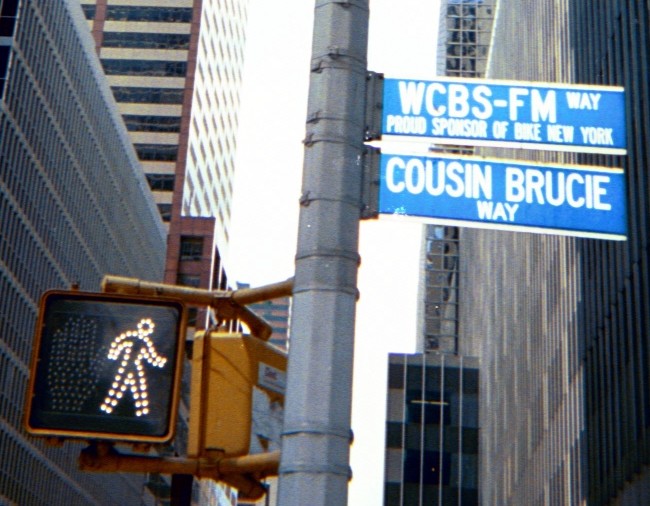 WCBS-FM WAY
PROUD SPONSOR OF BIKE NEW YORK
COUSIN BRUCIE
WAY